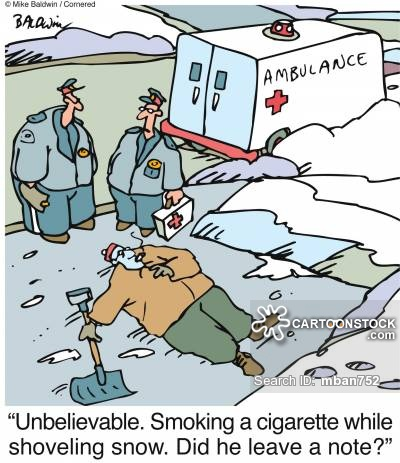 © Mike Baldwin / Cornered
BALDWIN
AMBULANCE
CARTOONSTOCK
.com
Search ID: mban752
“Unbelievable. Smoking a cigarette while
shoveling snow. Did he leave a note?”